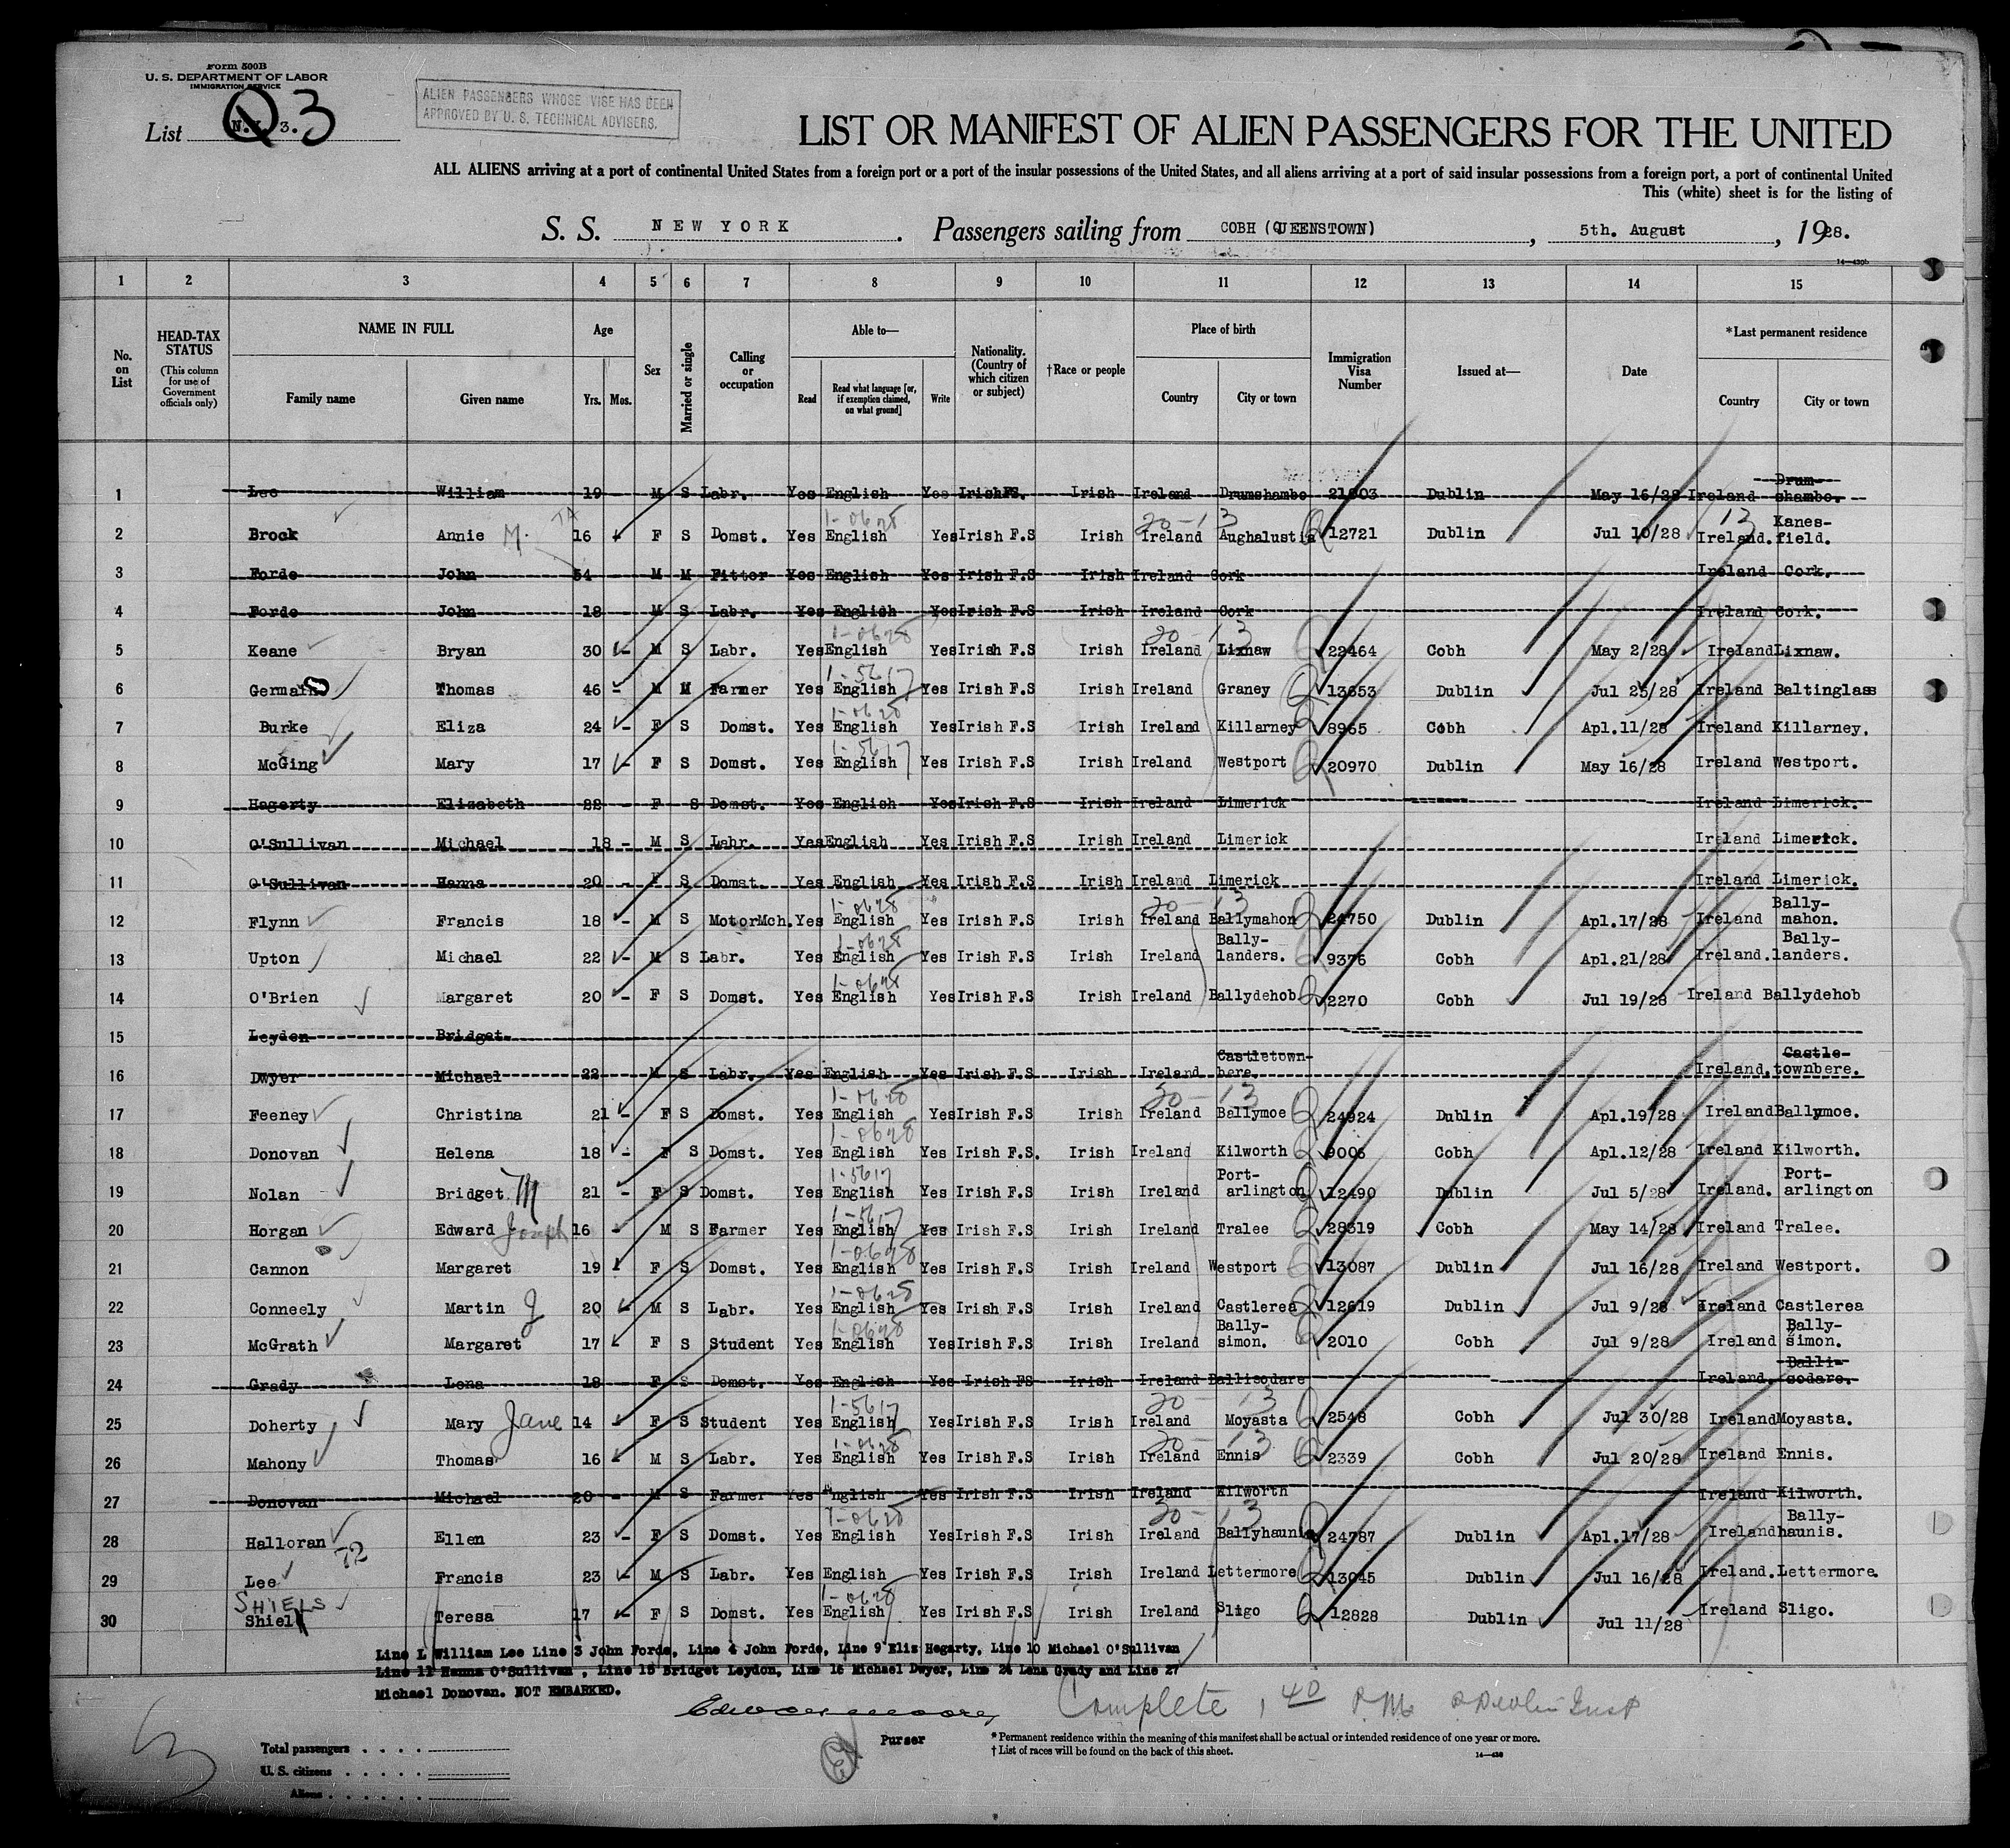 Form 500B
U. S. DEPARTMENT OF LABOR
IMMIGRATION SERVICE
List N.Y. 3. Q 3
ALIEN PASSENGERS WHOSE VISE HAS BEEN
APPROVED BY U. S. TECHNICAL ADVISERS.
LIST OR MANIFEST OF ALIEN PASSENGERS FOR THE UNITED
ALL ALIENS arriving at a port of continental United States from a foreign port or a port of the insular possessions of the United States, and all aliens arriving at a port of said insular possessions from a foreign port, a port of continental United
This (white) sheet is for the listing of
S. S. NEW YORK. Passengers sailing from COBH (QUEENSTOWN), 5th. August, 1928.
14—430b
1 2 3 4 5 6 7 8 9 10 11 12 13 14 15
No. on List
HEAD-TAX STATUS (This column for use of Government officials only)
NAME IN FULL Family name Given name
Age Yrs. Mos.
Sex
Married or single
Calling or occupation
Able to— Read Read what language [or, if exemption claimed, on what ground] Write
Nationality. (Country of which citizen or subject)
†Race or people
Place of birth Country City or town
Immigration Visa Number
Issued at—
Date
*Last permanent residence Country City or town
1 Lee William 19 M S Labr. Yes English Yes Irish FS. Irish Ireland Drumshambo 21803 Dublin May 16/28 Ireland Drum- shambo.
2 Brock Annie M. 16 F S Domst. Yes English Yes Irish F.S Irish Ireland Aughalustia 12721 Dublin Jul 10/28 Ireland. Kanes- field.
3 Forde John 54 M M Fitter Yes English Yes Irish F.S Irish Ireland Cork Ireland Cork.
4 Forde John 18 M S Labr. Yes English Yes Irish F.S Irish Ireland Cork Ireland Cork.
5 Keane Bryan 30 - M S Labr. Yes English Yes Irish F.S Irish Ireland Lixnaw 22464 Cobh May 2/28 Ireland Lixnaw.
6 Germain Thomas 46 - M M Farmer Yes English Yes Irish F.S Irish Ireland Graney 13653 Dublin Jul 25/28 Ireland Baltinglass
7 Burke Eliza 24 - F S Domst. Yes English Yes Irish F.S Irish Ireland Killarney 8965 Cobh Apl.11/28 Ireland Killarney.
8 McGing Mary 17 - F S Domst. Yes English Yes Irish F.S Irish Ireland Westport 20970 Dublin May 16/28 Ireland Westport.
9 Hagerty Elizabeth 22 - F S Domst. Yes English Yes Irish F.S Irish Ireland Limerick Ireland Limerick.
10 O'Sullivan Michael 18 - M S Labr. Yes English Yes Irish F.S Irish Ireland Limerick Ireland Limerick.
11 O'Sullivan Hanna 20 - F S Domst. Yes English Yes Irish F.S Irish Ireland Limerick Ireland Limerick.
12 Flynn Francis 18 - M S MotorMch. Yes English Yes Irish F.S Irish Ireland Ballymahon 24750 Dublin Apl.17/28 Ireland Bally- mahon.
13 Upton Michael 22 - M S Labr. Yes English Yes Irish F.S Irish Ireland Bally- landers. 9376 Cobh Apl.21/28 Ireland. Bally- landers.
14 O'Brien Margaret 20 - F S Domst. Yes English Yes Irish F.S Irish Ireland Ballydehob 2270 Cobh Jul 19/28 Ireland Ballydehob
15 Leyden Bridget
16 Dwyer Michael 22 M S Labr. Yes English Yes Irish F.S Irish Ireland Castletown- bere. Ireland. Castle- townbere.
17 Feeney Christina 21 - F S Domst. Yes English Yes Irish F.S Irish Ireland Ballymoe 24924 Dublin Apl.19/28 Ireland Ballymoe.
18 Donovan Helena 18 - F S Domst. Yes English Yes Irish F.S. Irish Ireland Kilworth 9006 Cobh Apl.12/28 Ireland Kilworth.
19 Nolan Bridget M 21 - F S Domst. Yes English Yes Irish F.S Irish Ireland Port- arlington 12490 Dublin Jul 5/28 Ireland. Port- arlington
20 Horgan Edward Joseph 16 - M S Farmer Yes English Yes Irish F.S Irish Ireland Tralee 28319 Cobh May 14/28 Ireland Tralee.
21 Cannon Margaret 19 F S Domst. Yes English Yes Irish F.S Irish Ireland Westport 13087 Dublin Jul 16/28 Ireland Westport.
22 Conneely Martin J 20 - M S Labr. Yes English Yes Irish F.S Irish Ireland Castlerea 12619 Dublin Jul 9/28 Ireland Castlerea
23 McGrath Margaret 17 F S Student Yes English Yes Irish F.S Irish Ireland Bally- simon. 2010 Cobh Jul 9/28 Ireland Bally- simon.
24 Grady Lena 18 F S Domst. Yes English Yes Irish FS Irish Ireland Ballisodare Ireland. Balli- sodare.
25 Doherty Mary Jane 14 F S Student Yes English Yes Irish F.S Irish Ireland Moyasta 2548 Cobh Jul 30/28 Ireland Moyasta.
26 Mahony Thomas 16 M S Labr. Yes English Yes Irish F.S Irish Ireland Ennis 2339 Cobh Jul 20/28 Ireland Ennis.
27 Donovan Michael 20 - M S Farmer Yes English Yes Irish F.S Irish Ireland Kilworth Ireland Kilworth.
28 Halloran Ellen 23 - F S Domst. Yes English Yes Irish F.S Irish Ireland Ballyhaunis 24787 Dublin Apl.17/28 Ireland Bally- haunis.
29 Lee Francis 23 - M S Labr. Yes English Yes Irish F.S Irish Ireland Lettermore 13045 Dublin Jul 16/28 Ireland. Lettermore.
SHIELS
30 Shiel Teresa 17 - F S Domst. Yes English Yes Irish F.S Irish Ireland Sligo 12828 Dublin Jul 11/28 Ireland Sligo.
Line 1 William Lee Line 3 John Forde, Line 4 John Forde, Line 9 Eliz Hegarty, Line 10 Michael O'Sullivan
Line 11 Hanna O'Sullivan, Line 15 Bridget Leydon, Line 16 Michael Dwyer, Line 24 Lena Grady and Line 27
Michael Donovan. NOT EMBARKED.
Complete 1 40 P.M.
Purser
* Permanent residence within the meaning of this manifest shall be actual or intended residence of one year or more.
† List of races will be found on the back of this sheet.
14—430
Total passengers . . . .
U. S. citizens . . . . .
Aliens . . . . . .